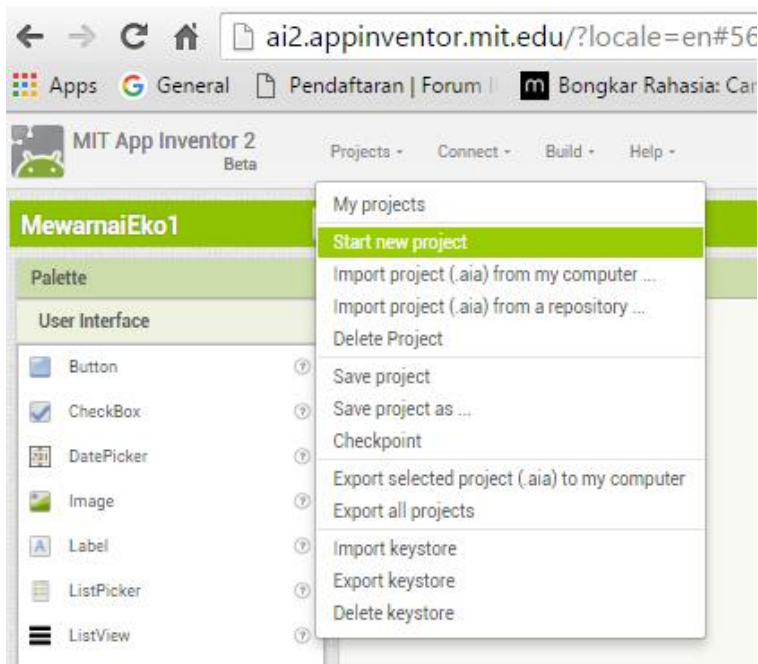 ai2.appinventor.mit.edu/?locale=en#56
Apps General Pendaftaran | Forum Bongkar Rahasia: Car
MIT App Inventor 2
Beta
Projects Connect Build Help
MewarnaiEko1
My projects
Start new project
Import project (.aia) from my computer ...
Import project (.aia) from a repository ...
Delete Project
Save project
Save project as ...
Checkpoint
Export selected project (.aia) to my computer
Export all projects
Import keystore
Export keystore
Delete keystore
Palette
User Interface
Button
CheckBox
DatePicker
Image
Label
ListPicker
ListView